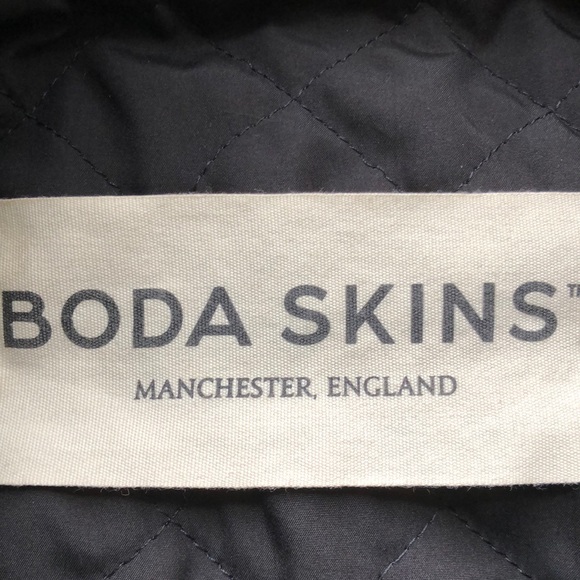 BODA SKINS™
MANCHESTER, ENGLAND